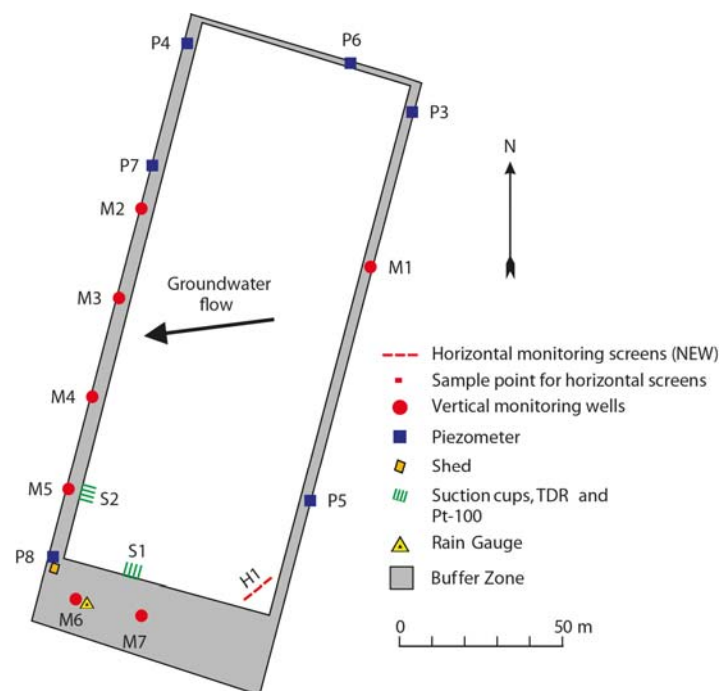 P4
P6
P3
N
P7
M2
M1
Groundwater
flow
M3
M4
M5
S2
P5
P8
S1
H1
M6
M7
Horizontal monitoring screens (NEW)
Sample point for horizontal screens
Vertical monitoring wells
Piezometer
Shed
Suction cups, TDR and
Pt-100
Rain Gauge
Buffer Zone
0 50 m